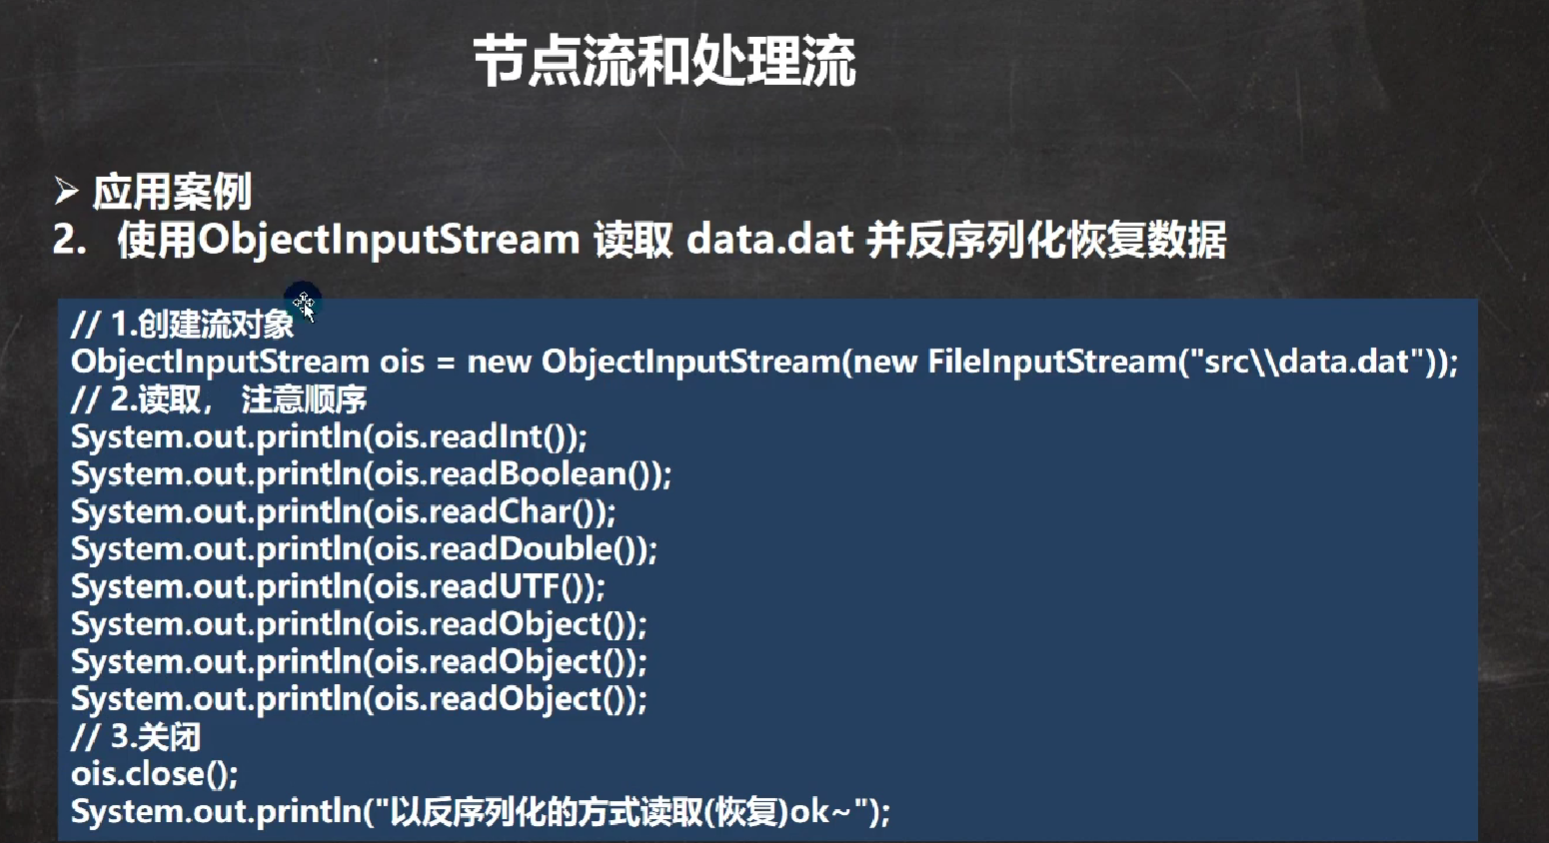 节点流和处理流
➢ 应用案例
2. 使用ObjectInputStream 读取 data.dat 并反序列化恢复数据
// 1.创建流对象
ObjectInputStream ois = new ObjectInputStream(new FileInputStream("src\\data.dat"));
// 2.读取， 注意顺序
System.out.println(ois.readInt());
System.out.println(ois.readBoolean());
System.out.println(ois.readChar());
System.out.println(ois.readDouble());
System.out.println(ois.readUTF());
System.out.println(ois.readObject());
System.out.println(ois.readObject());
System.out.println(ois.readObject());
// 3.关闭
ois.close();
System.out.println("以反序列化的方式读取(恢复)ok~");